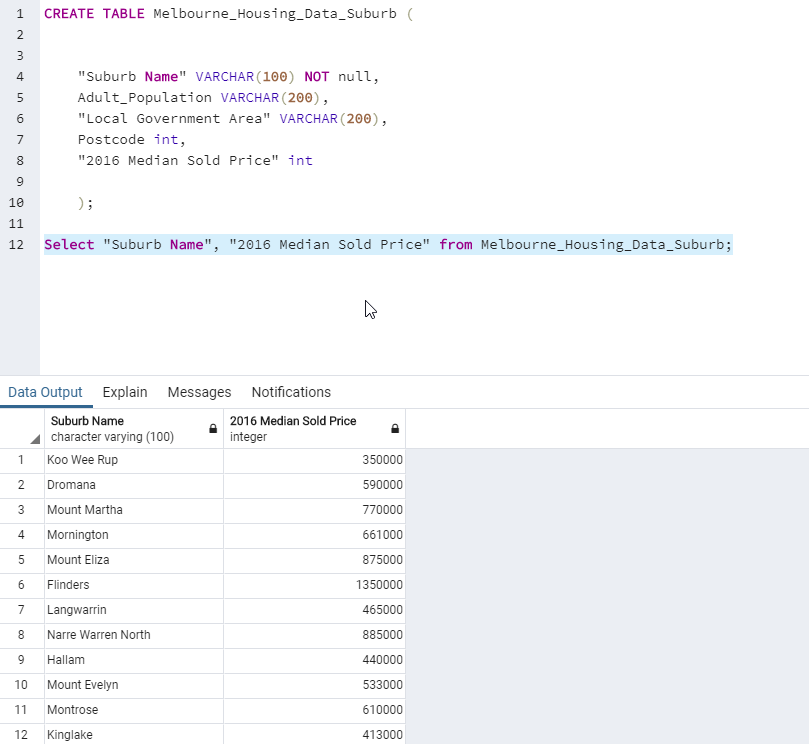 1 CREATE TABLE Melbourne_Housing_Data_Suburb (
2
3
4 "Suburb Name" VARCHAR(100) NOT null,
5 Adult_Population VARCHAR(200),
6 "Local Government Area" VARCHAR(200),
7 Postcode int,
8 "2016 Median Sold Price" int
9
10 );
11
12 Select "Suburb Name", "2016 Median Sold Price" from Melbourne_Housing_Data_Suburb;
Data Output Explain Messages Notifications
Suburb Name 2016 Median Sold Price
character varying (100) integer
1 Koo Wee Rup 350000
2 Dromana 590000
3 Mount Martha 770000
4 Mornington 661000
5 Mount Eliza 875000
6 Flinders 1350000
7 Langwarrin 465000
8 Narre Warren North 885000
9 Hallam 440000
10 Mount Evelyn 533000
11 Montrose 610000
12 Kinglake 413000